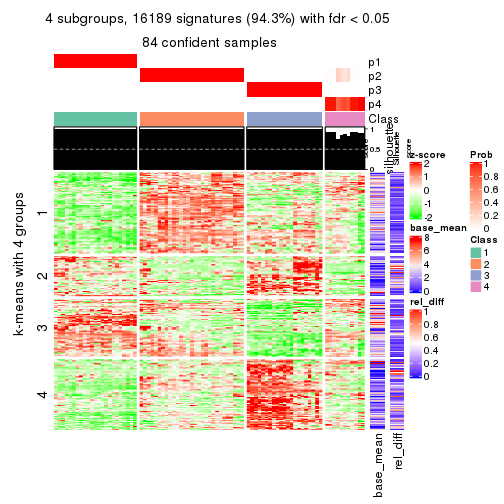 4 subgroups, 16189 signatures (94.3%) with fdr < 0.05
84 confident samples
p1
p2
p3
p4
Class
1
0.5
0
silhouette
Silhouette
score
k-means with 4 groups
1
2
3
4
base_mean
rel_diff
z-score
2
1
0
-1
-2
base_mean
8
6
4
2
0
rel_diff
1
0.8
0.6
0.4
0.2
0
Prob
1
0.8
0.6
0.4
0.2
0
Class
1
2
3
4